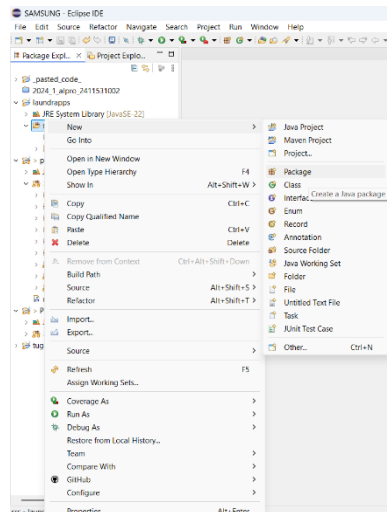 SAMSUNG - Eclipse IDE
File Edit Source Refactor Navigate Search Project Run Window Help
Package Expl... Project Explo...
_pasted_code_
2024_1_alpro_2411531002
laundrapps
JRE System Library [JavaSE-22]
New
Go Into
Open in New Window
Open Type Hierarchy F4
Show In Alt+Shift+W >
Copy Ctrl+C
Copy Qualified Name
Paste Ctrl+V
Delete Delete
Remove from Context Ctrl+Alt+Shift+Down
Build Path
Source Alt+Shift+S >
Refactor Alt+Shift+T >
Import...
Export...
Source
Refresh F5
Assign Working Sets...
Coverage As
Run As
Debug As
Restore from Local History...
Team
Compare With
GitHub
Configure
Properties Alt+Enter
Java Project
Maven Project
Project...
Package
Class
Interfac
Create a Java package
Enum
Record
Annotation
Source Folder
Java Working Set
Folder
File
Untitled Text File
Task
JUnit Test Case
Other... Ctrl+N
tug